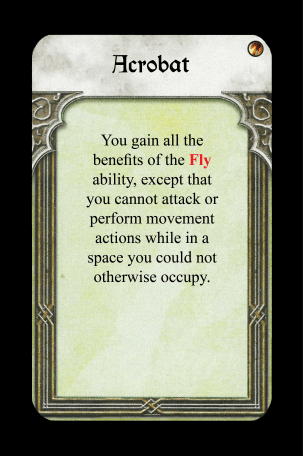 Acrobat
You gain all the
benefits of the Fly
ability, except that
you cannot attack or
perform movement
actions while in a
space you could not
otherwise occupy.